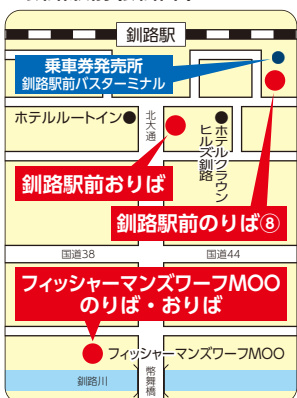 釧路駅
乗車券発売所
釧路駅前バスターミナル
ホテルルートイン
北大通
ホテルクラウン
ヒルズ釧路
釧路駅前おりば
釧路駅前のりば⑧
国道38
国道44
フィッシャーマンズワーフMOO
のりば・おりば
フィッシャーマンズワーフMOO
釧路川
幣舞橋